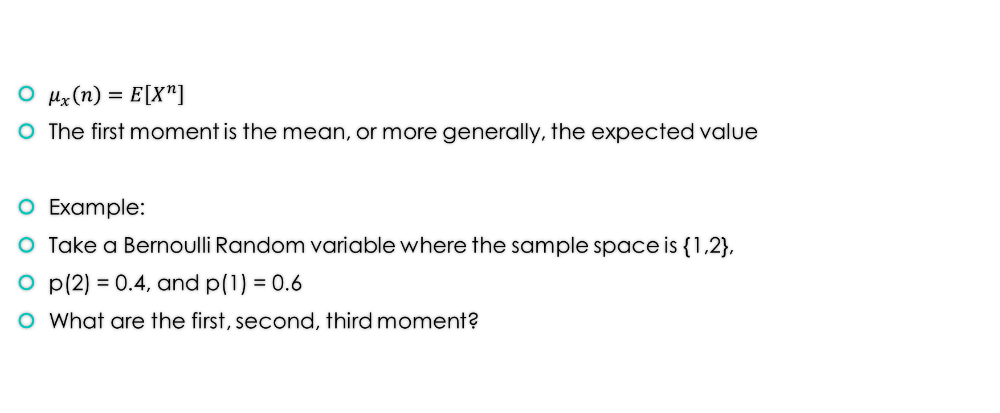 μₓ(n) = E[Xⁿ]
The first moment is the mean, or more generally, the expected value
Example:
Take a Bernoulli Random variable where the sample space is {1,2},
p(2) = 0.4, and p(1) = 0.6
What are the first, second, third moment?